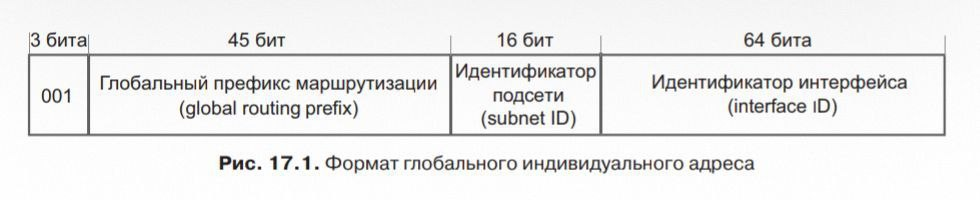 3 бита 45 бит 16 бит 64 бита
001
Глобальный префикс маршрутизации
(global routing prefix)
Идентификатор
подсети
(subnet ID)
Идентификатор интерфейса
(interface ID)
Рис. 17.1. Формат глобального индивидуального адреса